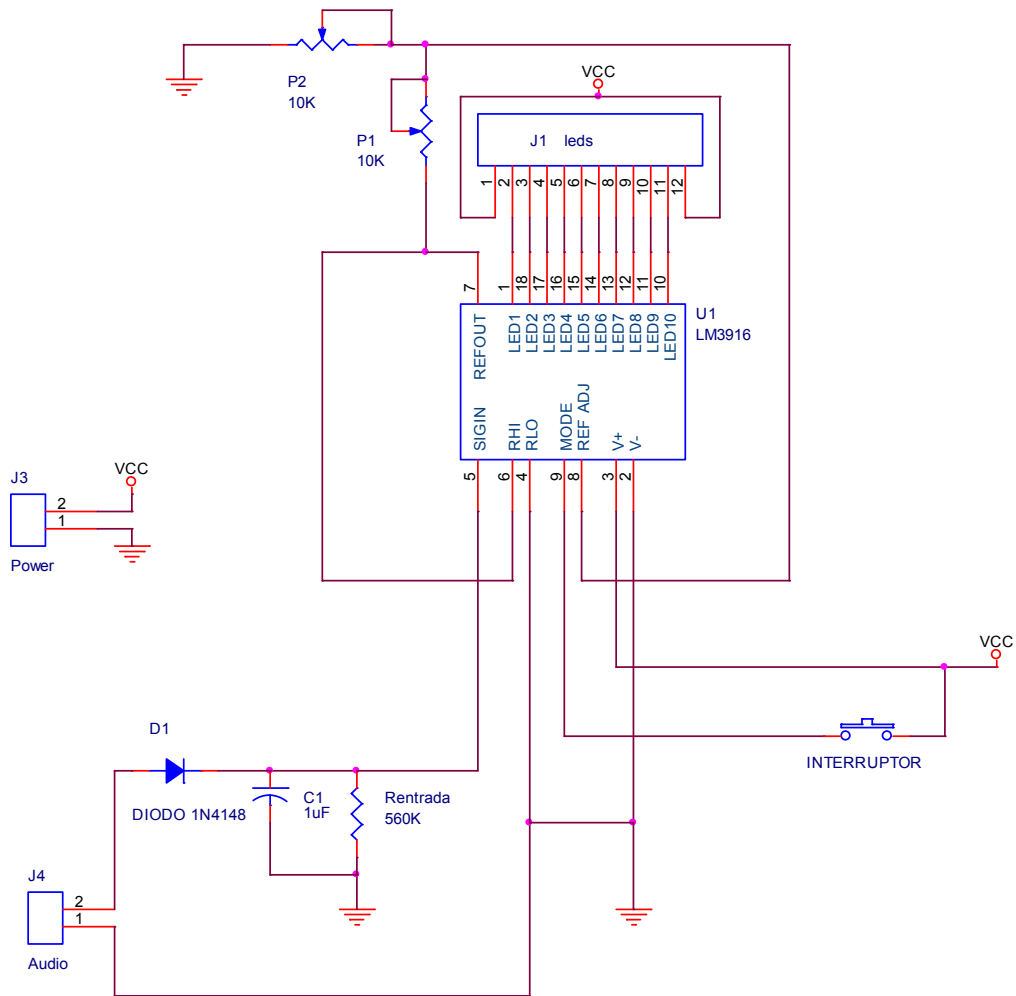 P2
10K
P1
10K
VCC
J1 leds
1 2 3 4 5 6 7 8 9 10 11 12
7 1 18 17 16 15 14 13 12 11 10
U1
LM3916
REFOUT LED1 LED2 LED3 LED4 LED5 LED6 LED7 LED8 LED9 LED10
SIGIN RHI RLO MODE REF ADJ V+ V-
5 6 4 9 8 3 2
J3
VCC
2
1
Power
VCC
INTERRUPTOR
D1
DIODO 1N4148
C1
1uF
Rentrada
560K
J4
2
1
Audio